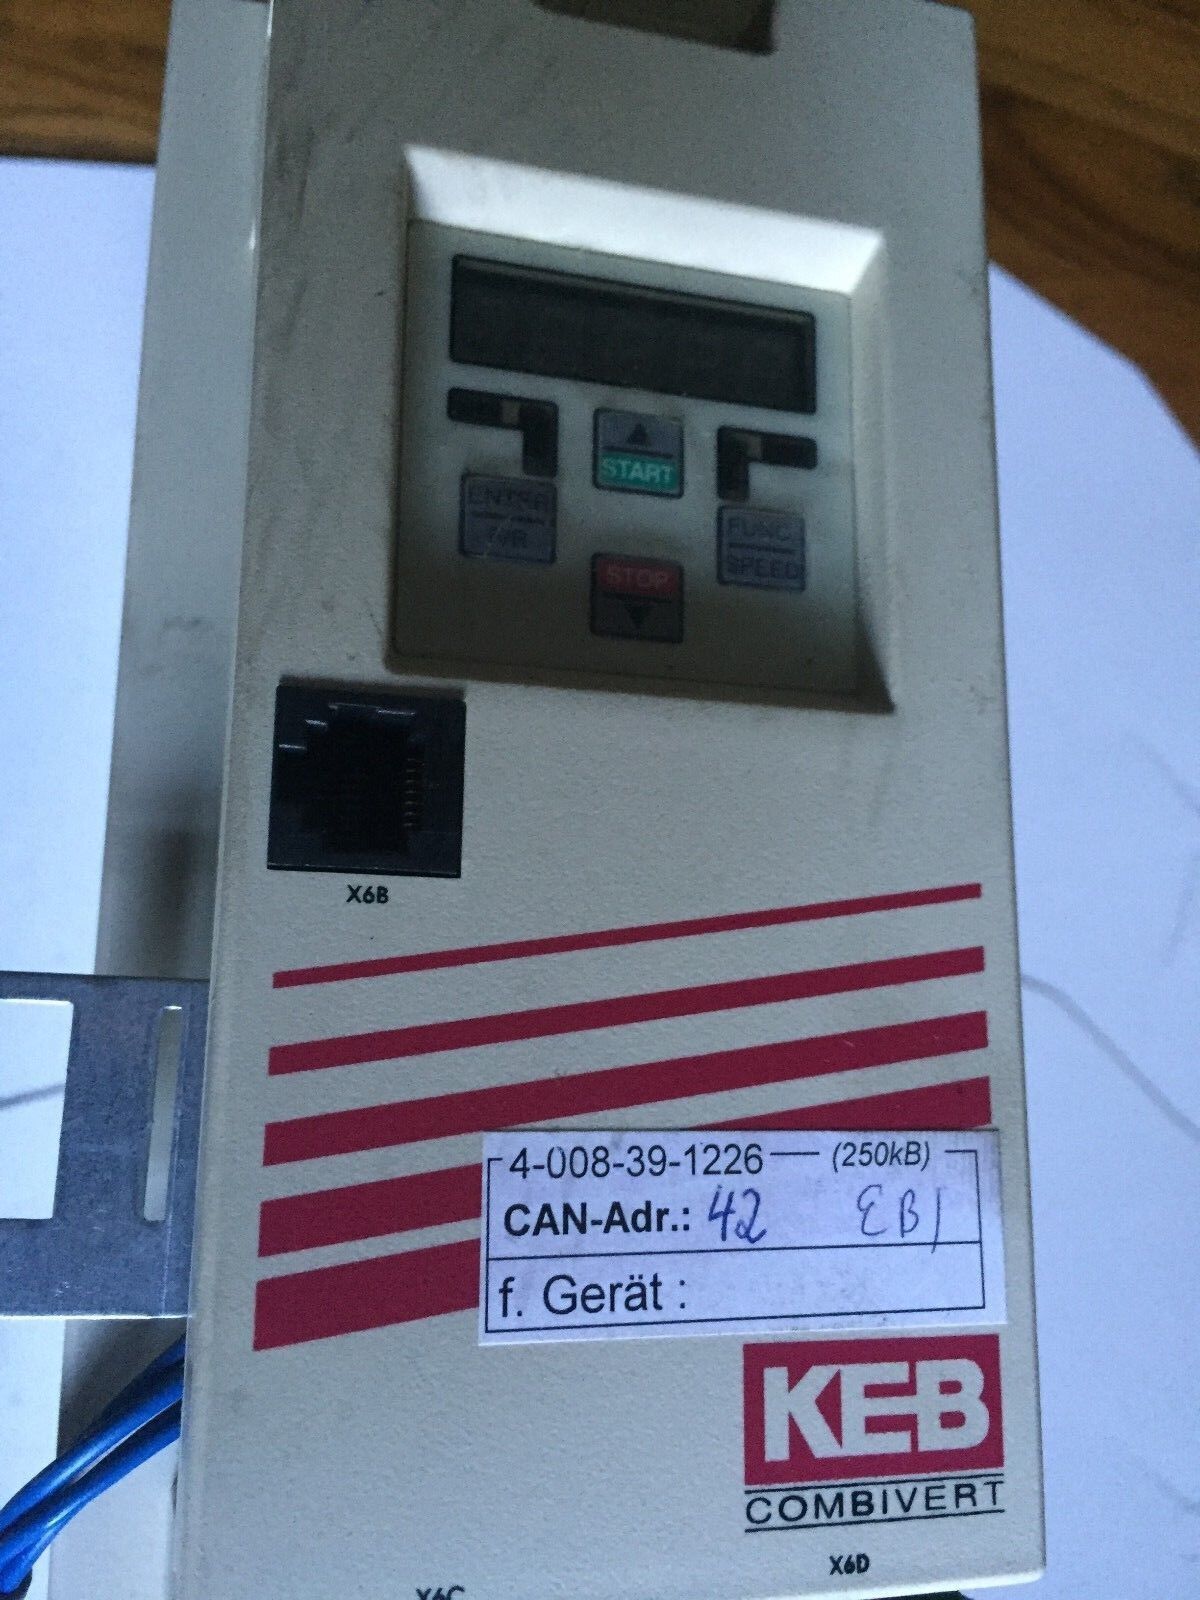 ▲
START
ENTER
F/R
FUNC.
SPEED
STOP
▼
X6B
4-008-39-1226 (250kB)
CAN-Adr.: 42 EB1
f. Gerät :
KEB
COMBIVERT
X6D
X6C